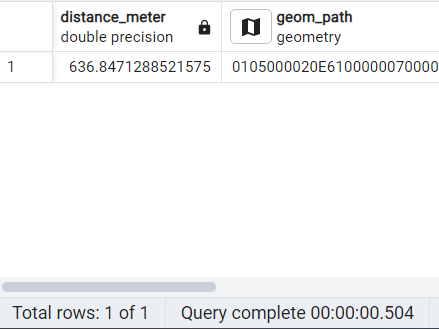 distance_meter geom_path
double precision geometry
1 636.8471288521575 0105000020E6100000070000
Total rows: 1 of 1 Query complete 00:00:00.504